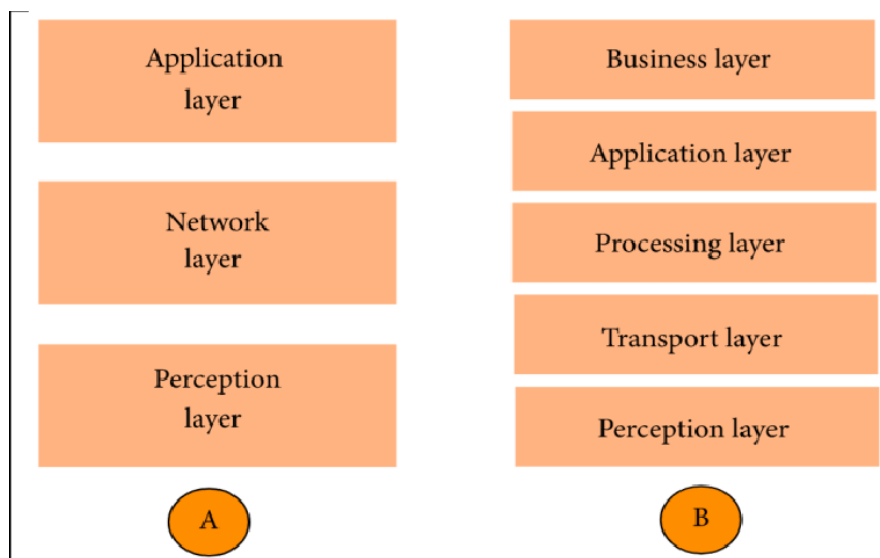 Application
layer
Network
layer
Perception
layer
A
Business layer
Application layer
Processing layer
Transport layer
Perception layer
B